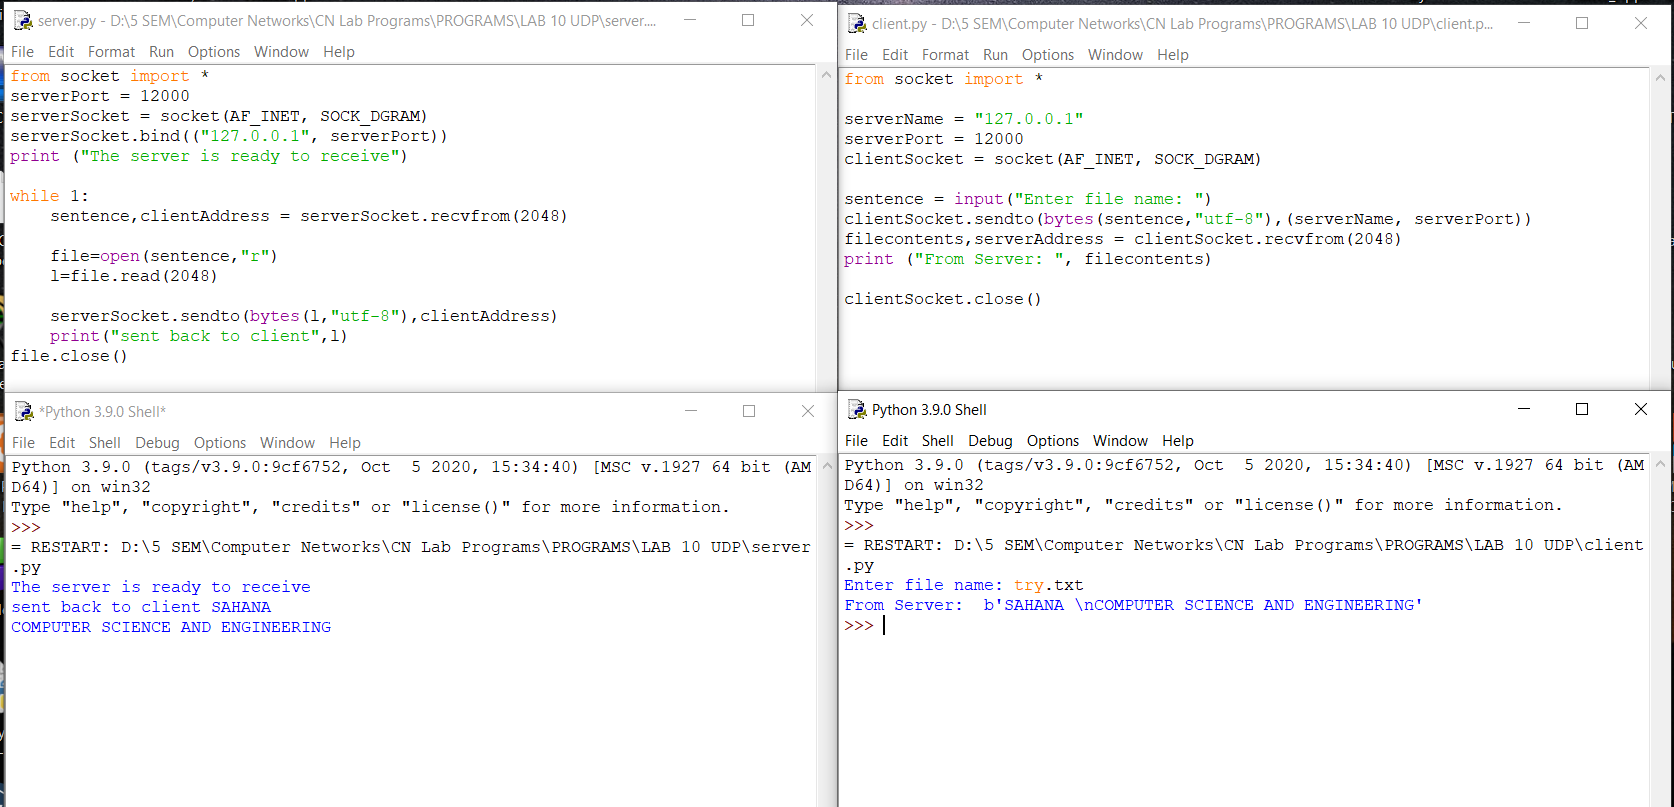 server.py - D:\5 SEM\Computer Networks\CN Lab Programs\PROGRAMS\LAB 10 UDP\server....
File Edit Format Run Options Window Help
from socket import *
serverPort = 12000
serverSocket = socket(AF_INET, SOCK_DGRAM)
serverSocket.bind(("127.0.0.1", serverPort))
print ("The server is ready to receive")
while 1:
    sentence,clientAddress = serverSocket.recvfrom(2048)
    file=open(sentence,"r")
    l=file.read(2048)
    serverSocket.sendto(bytes(l,"utf-8"),clientAddress)
    print("sent back to client",l)
file.close()
client.py - D:\5 SEM\Computer Networks\CN Lab Programs\PROGRAMS\LAB 10 UDP\client.p...
File Edit Format Run Options Window Help
from socket import *
serverName = "127.0.0.1"
serverPort = 12000
clientSocket = socket(AF_INET, SOCK_DGRAM)
sentence = input("Enter file name: ")
clientSocket.sendto(bytes(sentence,"utf-8"),(serverName, serverPort))
filecontents,serverAddress = clientSocket.recvfrom(2048)
print ("From Server: ", filecontents)
clientSocket.close()
*Python 3.9.0 Shell*
File Edit Shell Debug Options Window Help
Python 3.9.0 (tags/v3.9.0:9cf6752, Oct  5 2020, 15:34:40) [MSC v.1927 64 bit (AM
D64)] on win32
Type "help", "copyright", "credits" or "license()" for more information.
>>>
= RESTART: D:\5 SEM\Computer Networks\CN Lab Programs\PROGRAMS\LAB 10 UDP\server
.py
The server is ready to receive
sent back to client SAHANA
COMPUTER SCIENCE AND ENGINEERING
Python 3.9.0 Shell
File Edit Shell Debug Options Window Help
Python 3.9.0 (tags/v3.9.0:9cf6752, Oct  5 2020, 15:34:40) [MSC v.1927 64 bit (AM
D64)] on win32
Type "help", "copyright", "credits" or "license()" for more information.
>>>
= RESTART: D:\5 SEM\Computer Networks\CN Lab Programs\PROGRAMS\LAB 10 UDP\client
.py
Enter file name: try.txt
From Server:  b'SAHANA \nCOMPUTER SCIENCE AND ENGINEERING'
>>>